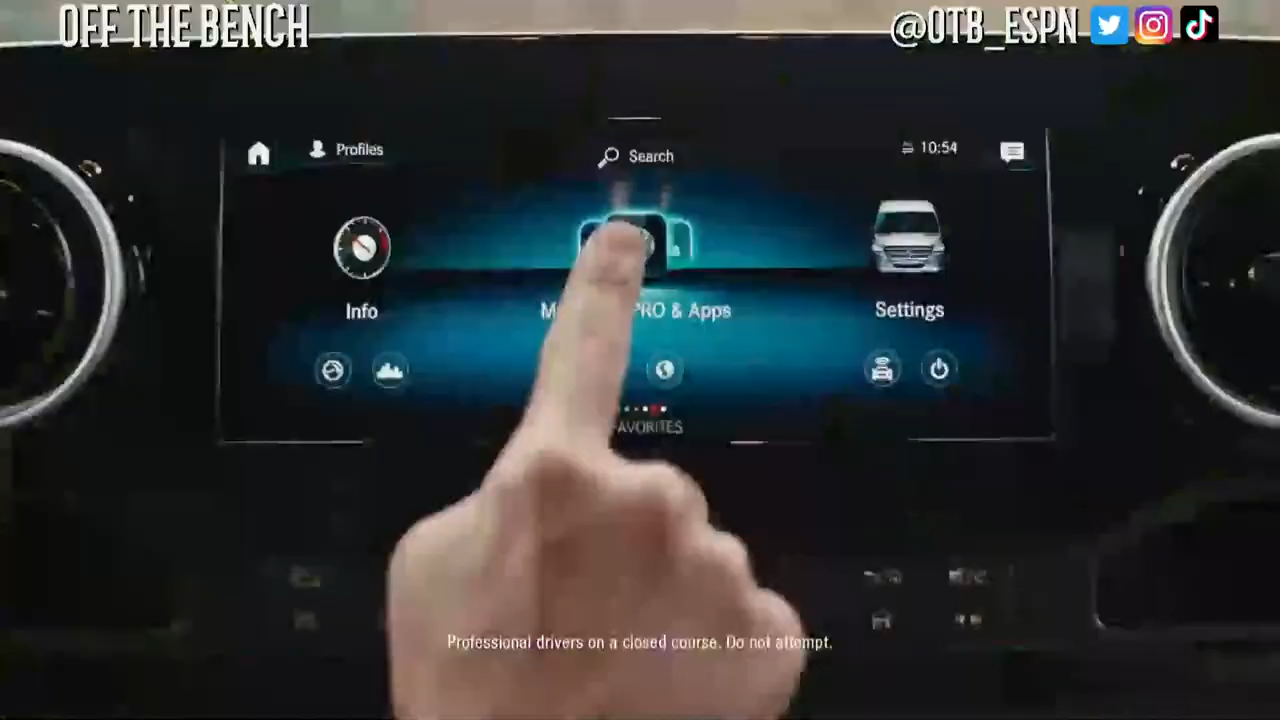 OFF THE BENCH
@OTB_ESPN
Profiles
Search
10:54
Info
PRO & Apps
Settings
Professional drivers on a closed course. Do not attempt.